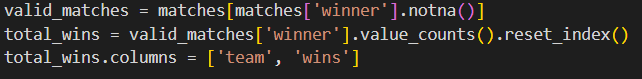 valid_matches = matches[matches['winner'].notna()]
total_wins = valid_matches['winner'].value_counts().reset_index()
total_wins.columns = ['team', 'wins']